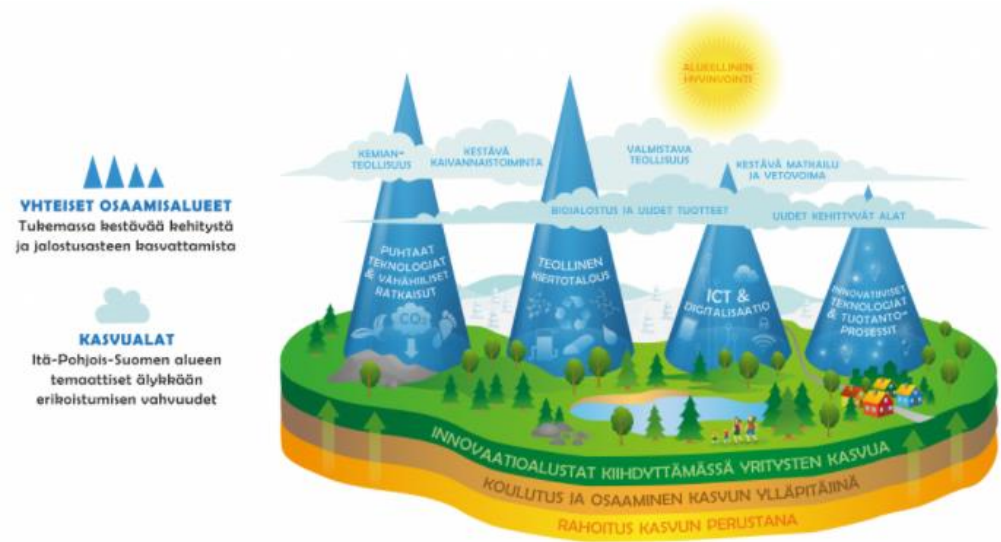 ALUEELLINEN
HYVINVOINTI
KEMIAN-
TEOLLISUUS
KESTÄVÄ
KAIVANNAISTOIMINTA
VALMISTAVA
TEOLLISUUS
KESTÄVÄ MATKAILU
JA VETOVOIMA
BIOJALOSTUS JA UUDET TUOTTEET
UUDET KEHITTYVÄT ALAT
YHTEISET OSAAMISALUEET
Tukemassa kestävää kehitystä
ja jalostusasteen kasvattamista
KASVUALAT
Itä-Pohjois-Suomen alueen
temaattiset älykkään
erikoistumisen vahvuudet
PUHTAAT
TEKNOLOGIAT
& VÄHÄHIILISET
RATKAISUT
CO₂
TEOLLINEN
KIERTOTALOUS
ICT &
DIGITALISAATIO
INNOVATIIVISET
TEKNOLOGIAT
& TUOTANTO-
PROSESSIT
INNOVAATIOALUSTAT KIIHDYTTÄMÄSSÄ YRITYSTEN KASVUA
KOULUTUS JA OSAAMINEN KASVUN YLLÄPITÄJINÄ
RAHOITUS KASVUN PERUSTANA